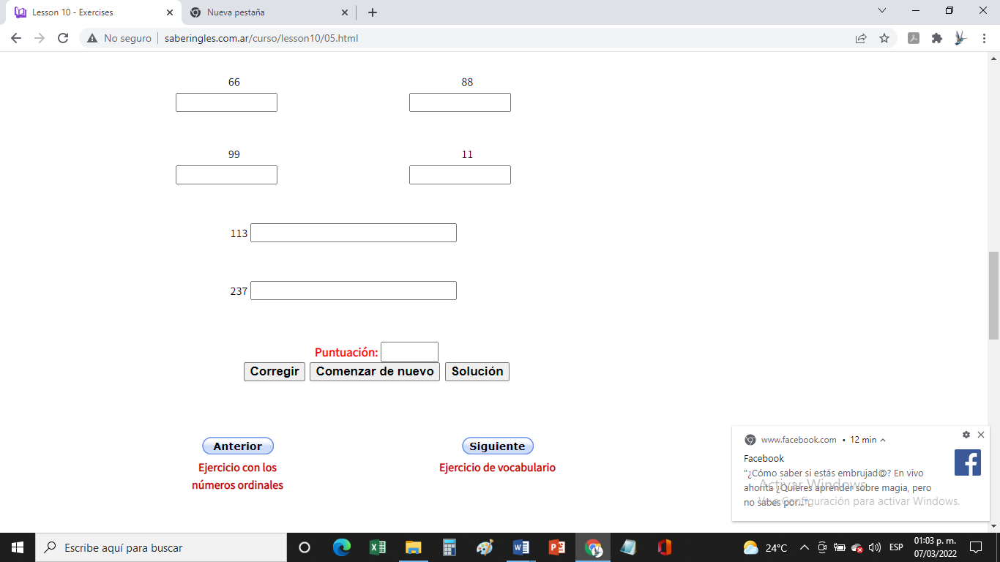 Lesson 10 - Exercises
Nueva pestaña
No seguro
saberingles.com.ar/curso/lesson10/05.html
66 88
99 11
113
237
Puntuación:
Corregir Comenzar de nuevo Solución
Anterior Siguiente
Ejercicio con los Ejercicio de vocabulario
números ordinales
www.facebook.com • 12 min
Facebook
"¿Cómo saber si estás embrujad@? En vivo
ahorita ¿Quieres aprender sobre magia, pero
no sabes por..."
Activar Windows
Ve a Configuración para activar Windows.
Escribe aquí para buscar
24°C
ESP
01:03 p. m.
07/03/2022